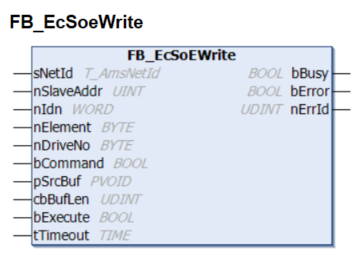 FB_EcSoeWrite
FB_EcSoEWrite
sNetId T_AmsNetId BOOL bBusy
nSlaveAddr UINT BOOL bError
nIdn WORD UDINT nErrId
nElement BYTE
nDriveNo BYTE
bCommand BOOL
pSrcBuf PVOID
cbBufLen UDINT
bExecute BOOL
tTimeout TIME